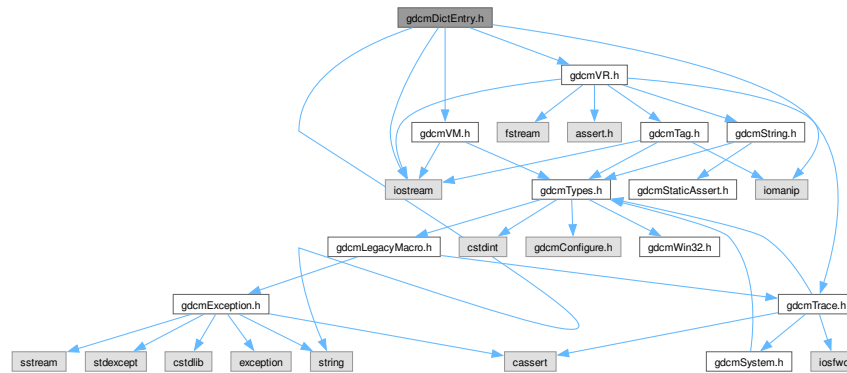 gdcmDictEntry.h
gdcmVR.h
gdcmVM.h
fstream
assert.h
gdcmTag.h
gdcmString.h
iostream
gdcmTypes.h
gdcmStaticAssert.h
iomanip
gdcmLegacyMacro.h
cstdint
gdcmConfigure.h
gdcmWin32.h
gdcmException.h
gdcmTrace.h
sstream
stdexcept
cstdlib
exception
string
cassert
gdcmSystem.h
iosfwd